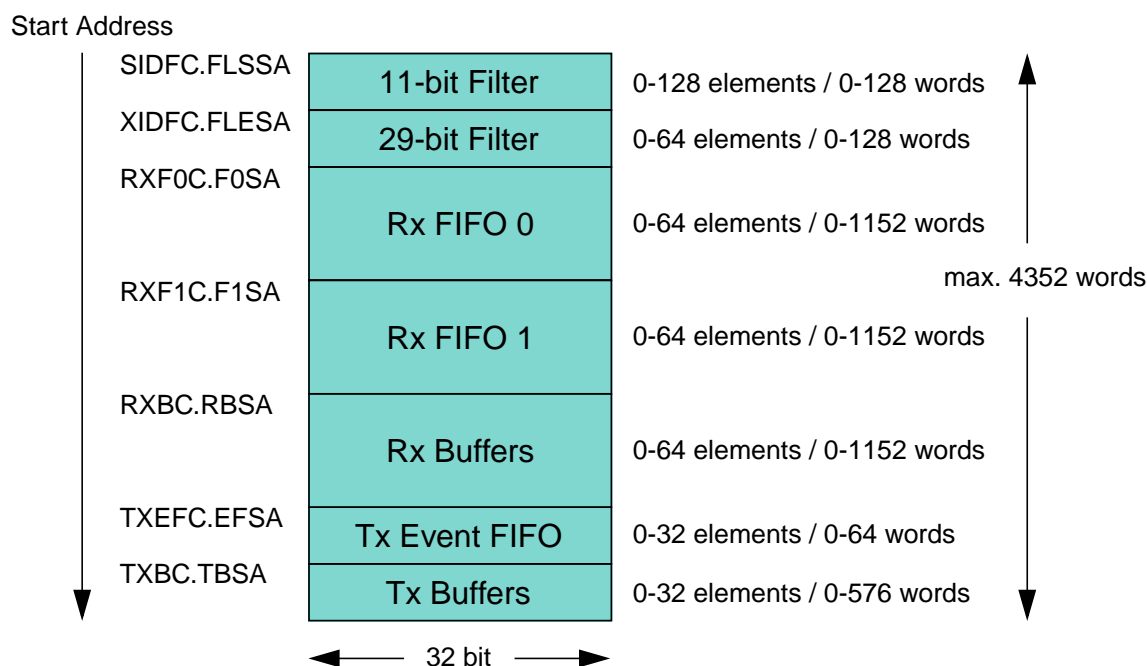 Start Address
SIDFC.FLSSA
11-bit Filter
0-128 elements / 0-128 words
XIDFC.FLESA
29-bit Filter
0-64 elements / 0-128 words
RXF0C.F0SA
Rx FIFO 0
0-64 elements / 0-1152 words
max. 4352 words
RXF1C.F1SA
Rx FIFO 1
0-64 elements / 0-1152 words
RXBC.RBSA
Rx Buffers
0-64 elements / 0-1152 words
TXEFC.EFSA
Tx Event FIFO
0-32 elements / 0-64 words
TXBC.TBSA
Tx Buffers
0-32 elements / 0-576 words
32 bit